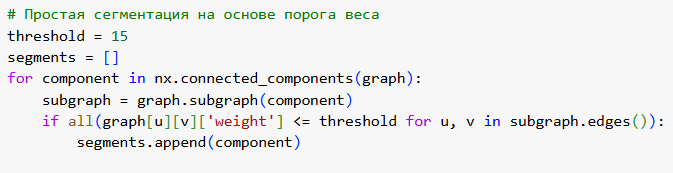 # Простая сегментация на основе порога веса
threshold = 15
segments = []
for component in nx.connected_components(graph):
    subgraph = graph.subgraph(component)
    if all(graph[u][v]['weight'] <= threshold for u, v in subgraph.edges()):
        segments.append(component)